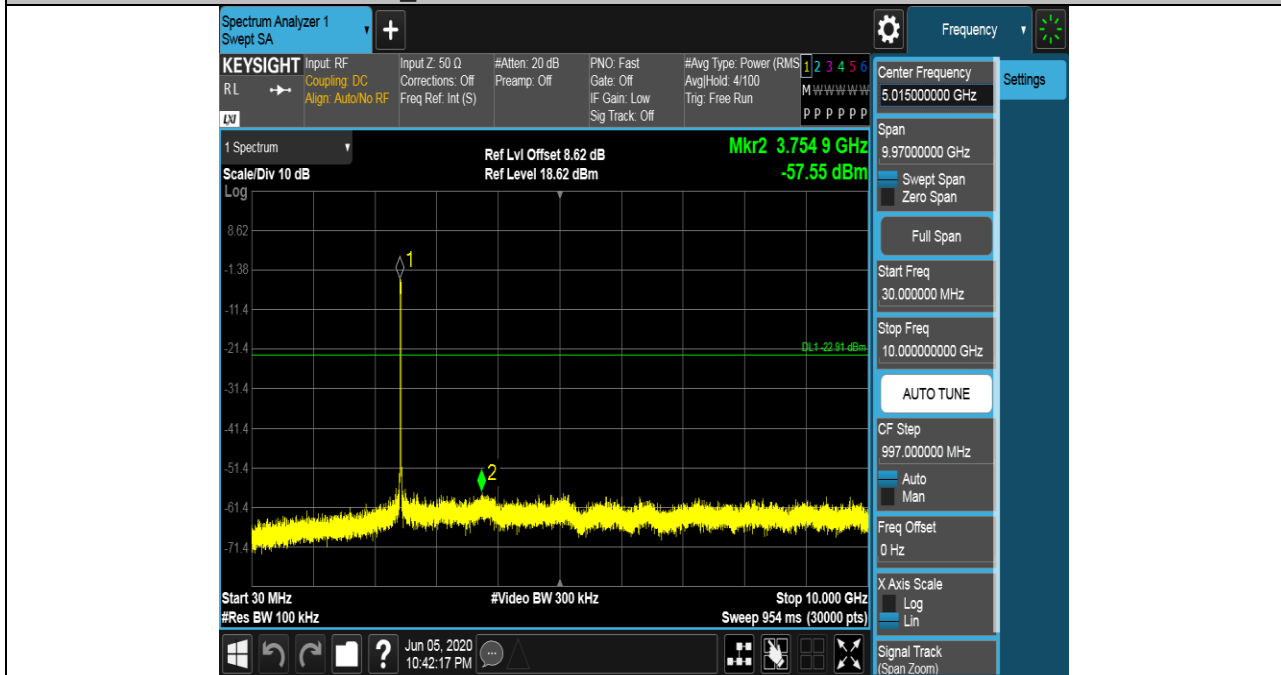 Spectrum Analyzer 1
Swept SA
+
Frequency
KEYSIGHT
RL
LXI
Input: RF
Coupling: DC
Align: Auto/No RF
Input Z: 50 Ω
Corrections: Off
Freq Ref: Int (S)
#Atten: 20 dB
Preamp: Off
PNO: Fast
Gate: Off
IF Gain: Low
Sig Track: Off
#Avg Type: Power (RMS
Avg|Hold: 4/100
Trig: Free Run
1 2 3 4 5 6
M W W W W W
P P P P P P
1 Spectrum
Scale/Div 10 dB
Log
Ref Lvl Offset 8.62 dB
Ref Level 18.62 dBm
Mkr2 3.754 9 GHz
-57.55 dBm
8.62
-1.38
-11.4
-21.4
-31.4
-41.4
-51.4
-61.4
-71.4
1
2
DL1 -22.91 dBm
Start 30 MHz
#Res BW 100 kHz
#Video BW 300 kHz
Stop 10.000 GHz
Sweep 954 ms (30000 pts)
?
Jun 05, 2020
10:42:17 PM
Center Frequency
5.015000000 GHz
Settings
Span
9.97000000 GHz
Swept Span
Zero Span
Full Span
Start Freq
30.000000 MHz
Stop Freq
10.000000000 GHz
AUTO TUNE
CF Step
997.000000 MHz
Auto
Man
Freq Offset
0 Hz
X Axis Scale
Log
Lin
Signal Track
(Span Zoom)